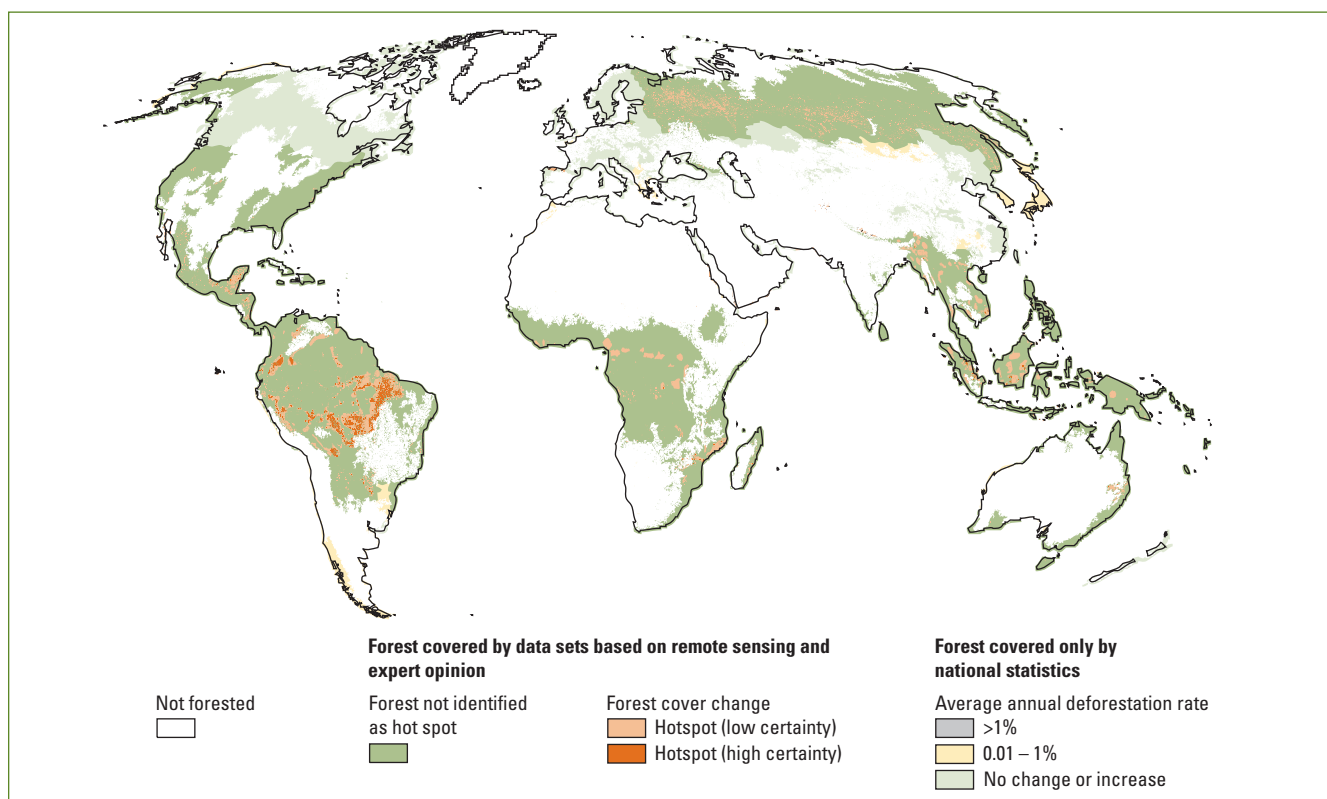 Forest covered by data sets based on remote sensing and
expert opinion
Forest covered only by
national statistics
Not forested
Forest not identified
as hot spot
Forest cover change
Hotspot (low certainty)
Hotspot (high certainty)
Average annual deforestation rate
>1%
0.01 – 1%
No change or increase